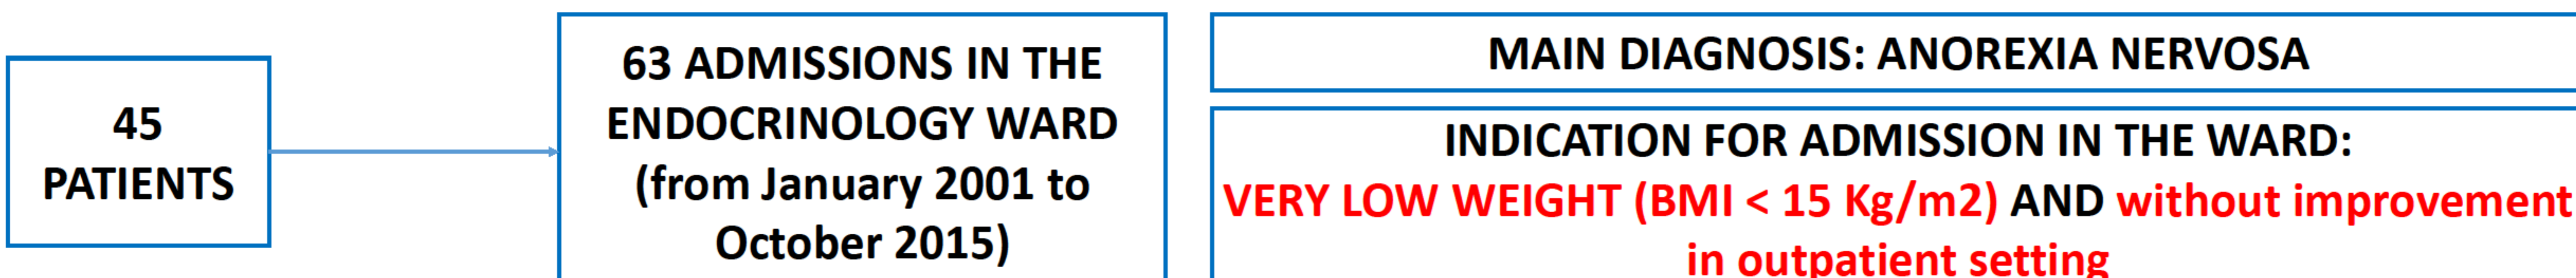 45
PATIENTS
63 ADMISSIONS IN THE
ENDOCRINOLOGY WARD
(from January 2001 to
October 2015)
MAIN DIAGNOSIS: ANOREXIA NERVOSA
INDICATION FOR ADMISSION IN THE WARD:
VERY LOW WEIGHT (BMI < 15 Kg/m2) AND without improvement
in outpatient setting